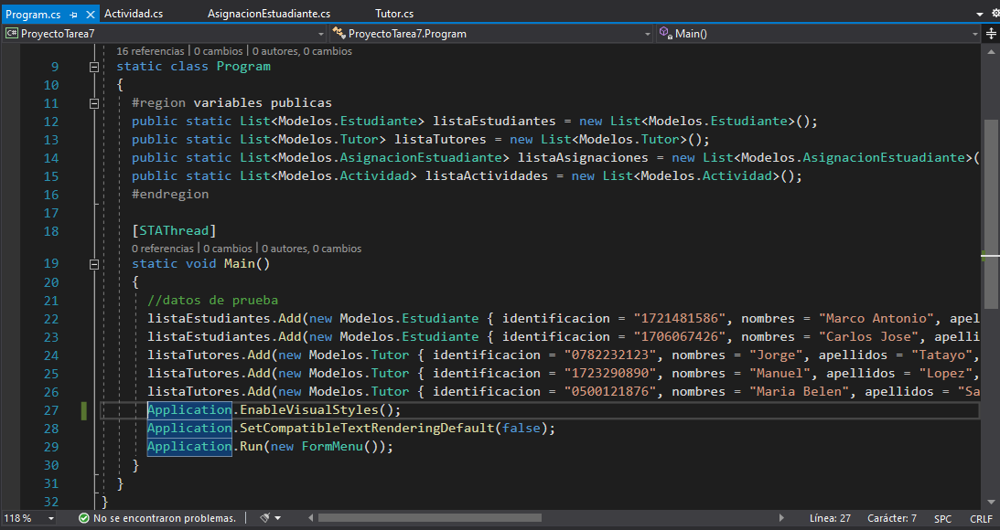 Program.cs
Actividad.cs
AsignacionEstuadiante.cs
Tutor.cs
C# ProyectoTarea7
ProyectoTarea7.Program
Main()
16 referencias | 0 cambios | 0 autores, 0 cambios
9 static class Program
10 {
11 #region variables publicas
12 public static List<Modelos.Estudiante> listaEstudiantes = new List<Modelos.Estudiante>();
13 public static List<Modelos.Tutor> listaTutores = new List<Modelos.Tutor>();
14 public static List<Modelos.AsignacionEstuadiante> listaAsignaciones = new List<Modelos.AsignacionEstuadiante>(
15 public static List<Modelos.Actividad> listaActividades = new List<Modelos.Actividad>();
16 #endregion
17
18 [STAThread]
0 referencias | 0 cambios | 0 autores, 0 cambios
19 static void Main()
20 {
21 //datos de prueba
22 listaEstudiantes.Add(new Modelos.Estudiante { identificacion = "1721481586", nombres = "Marco Antonio", apel
23 listaEstudiantes.Add(new Modelos.Estudiante { identificacion = "1706067426", nombres = "Carlos Jose", apelli
24 listaTutores.Add(new Modelos.Tutor { identificacion = "0782232123", nombres = "Jorge", apellidos = "Tatayo",
25 listaTutores.Add(new Modelos.Tutor { identificacion = "1723290890", nombres = "Manuel", apellidos = "Lopez",
26 listaTutores.Add(new Modelos.Tutor { identificacion = "0500121876", nombres = "Maria Belen", apellidos = "Sa
27 Application.EnableVisualStyles();
28 Application.SetCompatibleTextRenderingDefault(false);
29 Application.Run(new FormMenu());
30 }
31 }
32 }
118 % No se encontraron problemas. Línea: 27 Carácter: 7 SPC CRLF